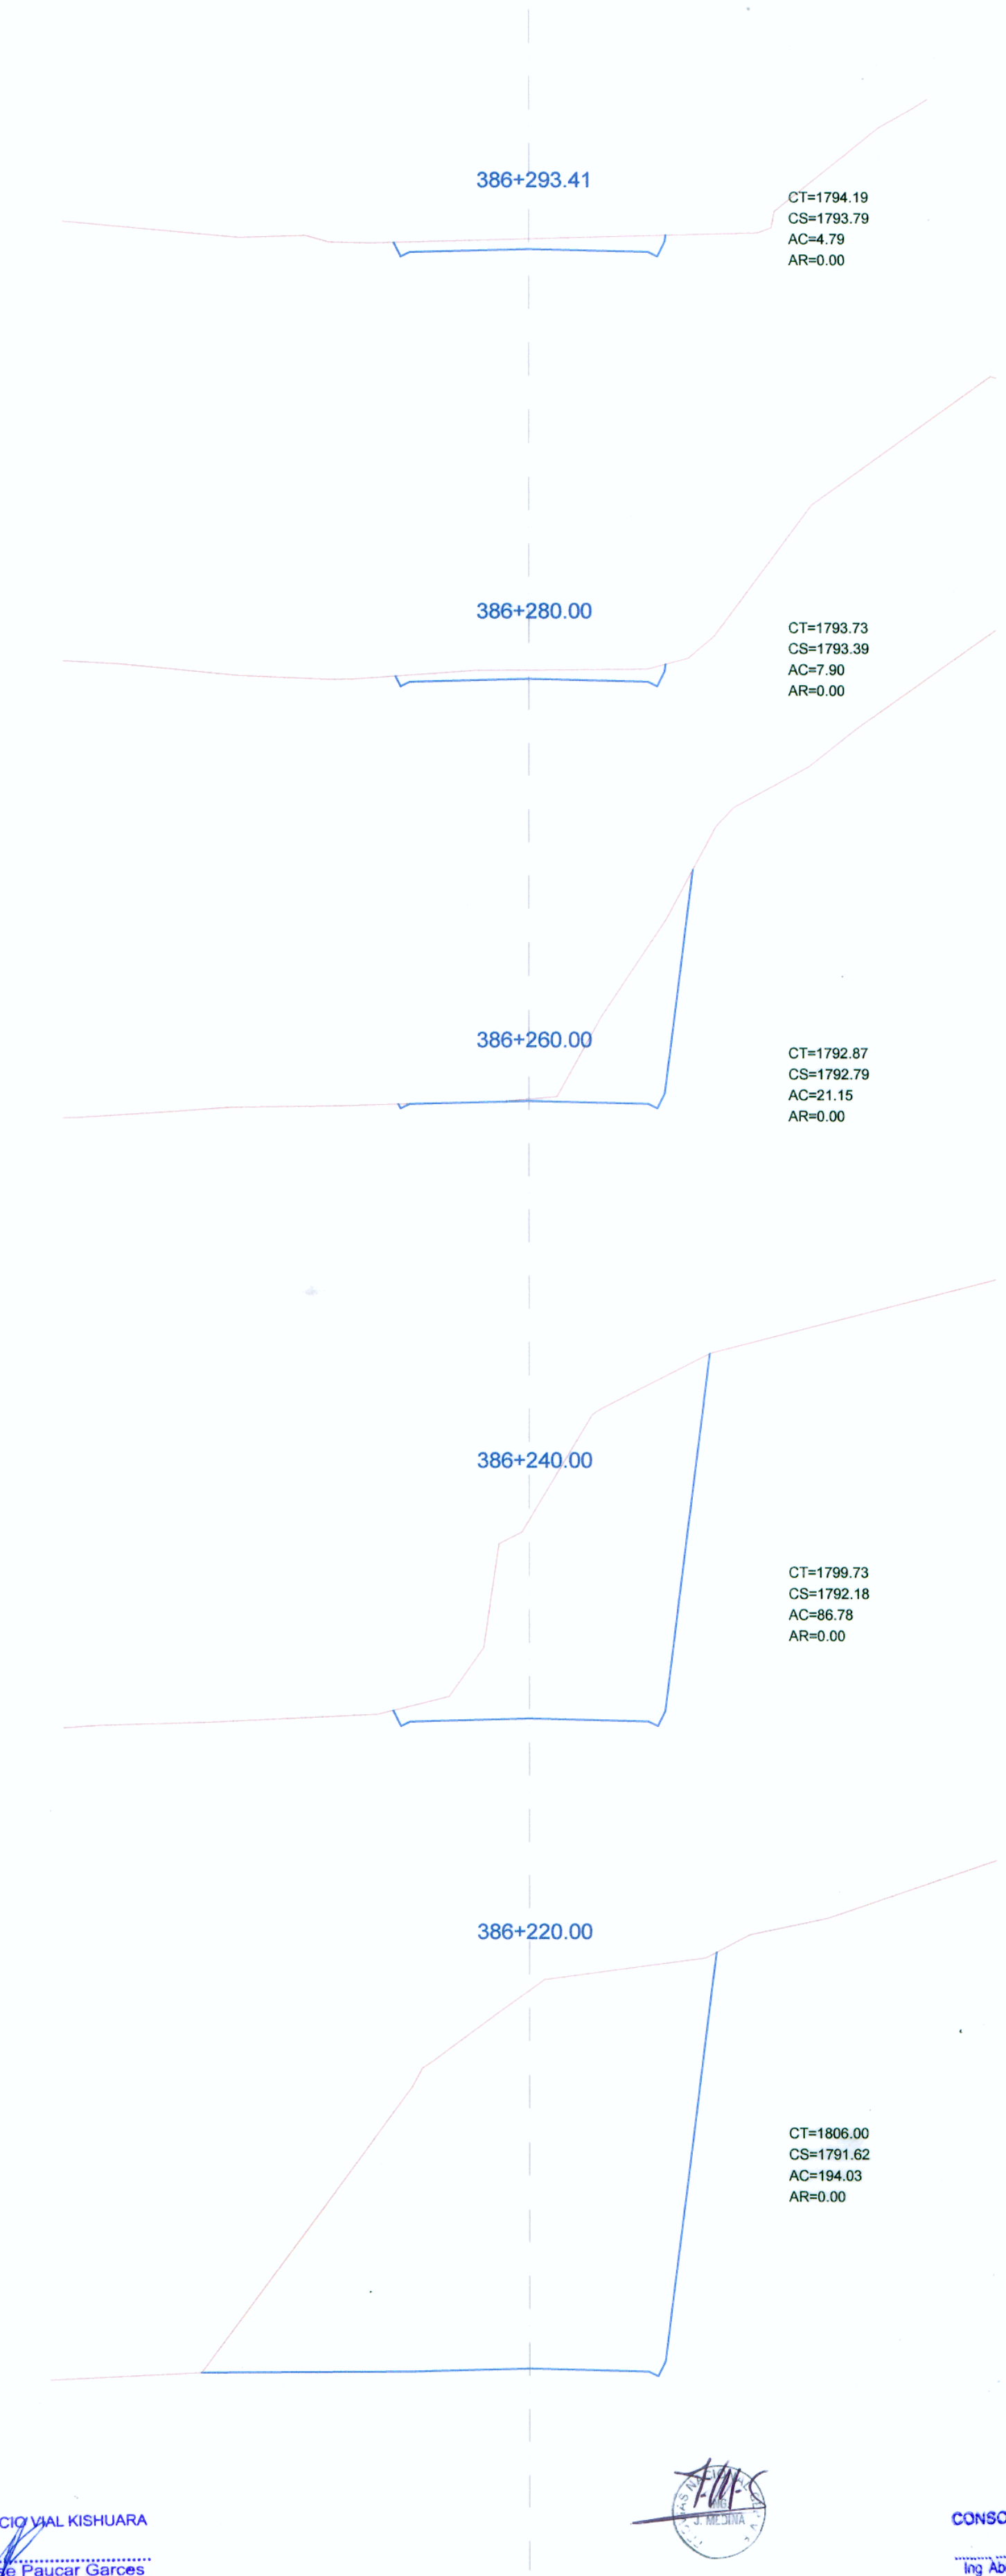 386+293.41
CT=1794.19
CS=1793.79
AC=4.79
AR=0.00
386+280.00
CT=1793.73
CS=1793.39
AC=7.90
AR=0.00
386+260.00
CT=1792.87
CS=1792.79
AC=21.15
AR=0.00
386+240.00
CT=1799.73
CS=1792.18
AC=86.78
AR=0.00
386+220.00
CT=1806.00
CS=1791.62
AC=194.03
AR=0.00
J. MEDINA
CIO VIAL KISHUARA
CONSO
e Paucar Garces
Ing Ab